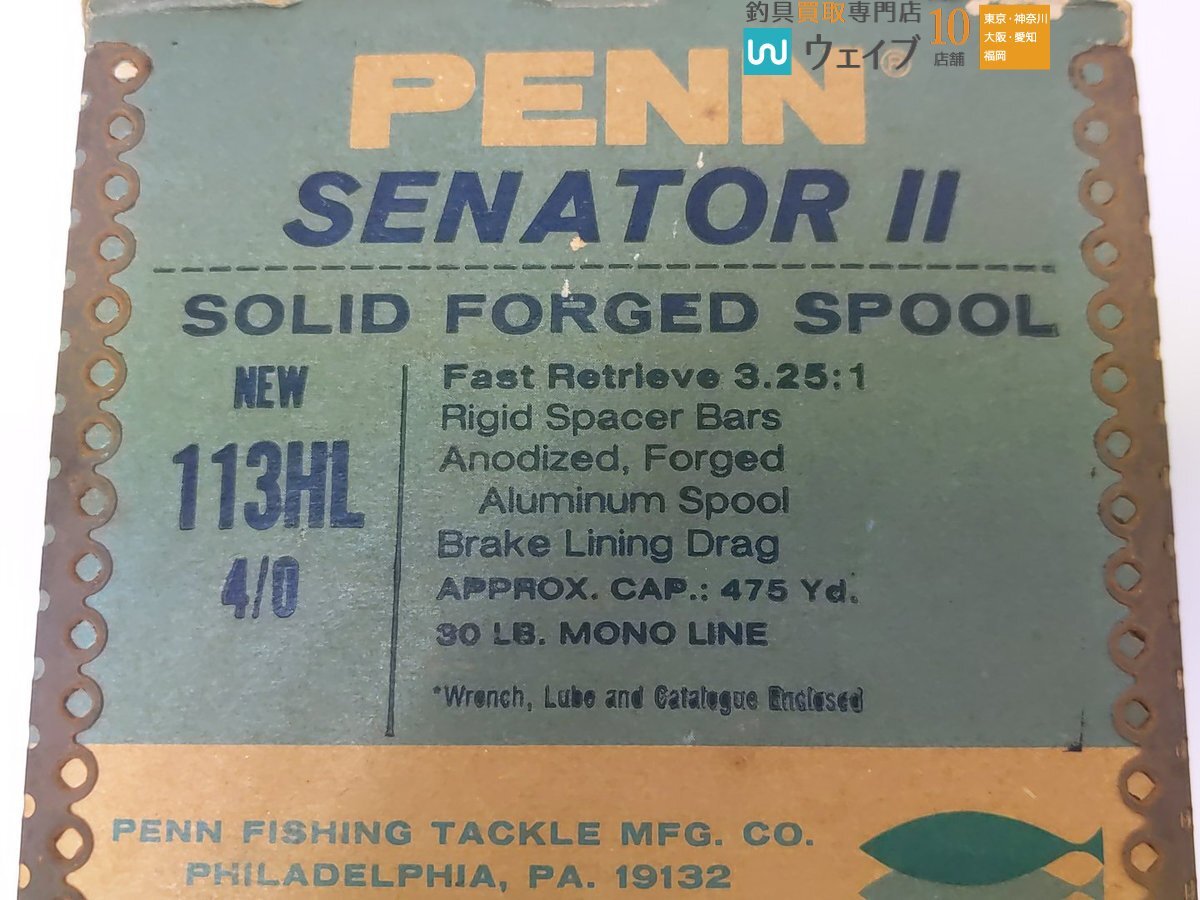 釣具買取専門店
ウェイブ
10
店舗
東京・神奈川
大阪・愛知
福岡
PENN®
SENATOR II
SOLID FORGED SPOOL
NEW
113HL
4/0
Fast Retrieve 3.25:1
Rigid Spacer Bars
Anodized, Forged
Aluminum Spool
Brake Lining Drag
APPROX. CAP.: 475 Yd.
30 LB. MONO LINE
*Wrench, Lube and Catalogue Enclosed
PENN FISHING TACKLE MFG. CO.
PHILADELPHIA, PA. 19132